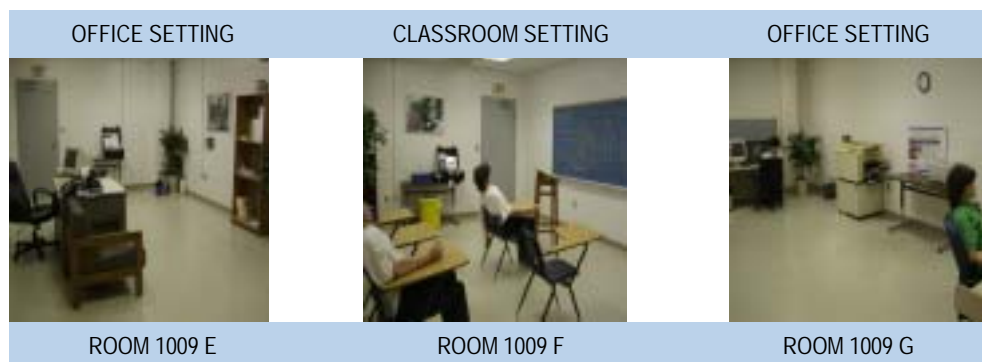 OFFICE SETTING
CLASSROOM SETTING
OFFICE SETTING
ROOM 1009 E
ROOM 1009 F
ROOM 1009 G